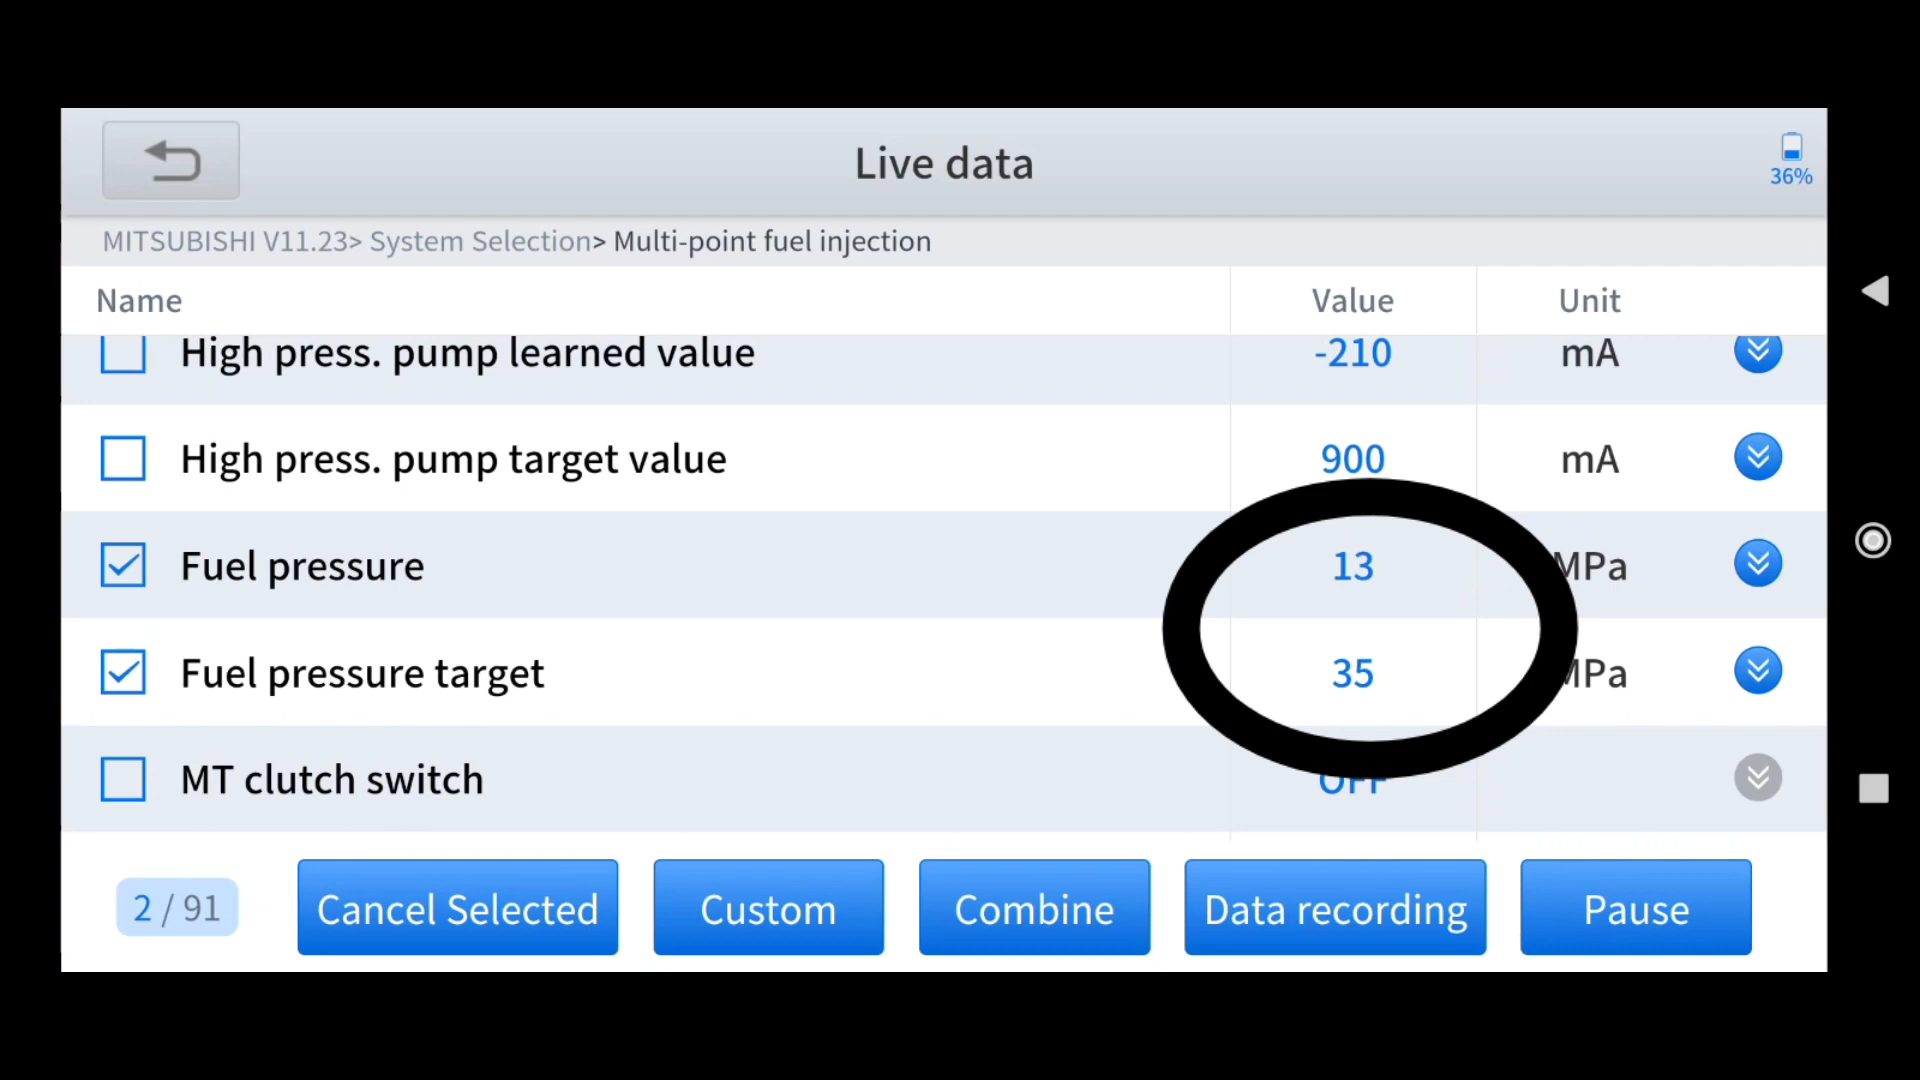 Live data
36%
MITSUBISHI V11.23> System Selection> Multi-point fuel injection
Name Value Unit
High press. pump learned value -210 mA
High press. pump target value 900 mA
Fuel pressure 13 MPa
Fuel pressure target 35 MPa
MT clutch switch OFF
2 / 91 Cancel Selected Custom Combine Data recording Pause